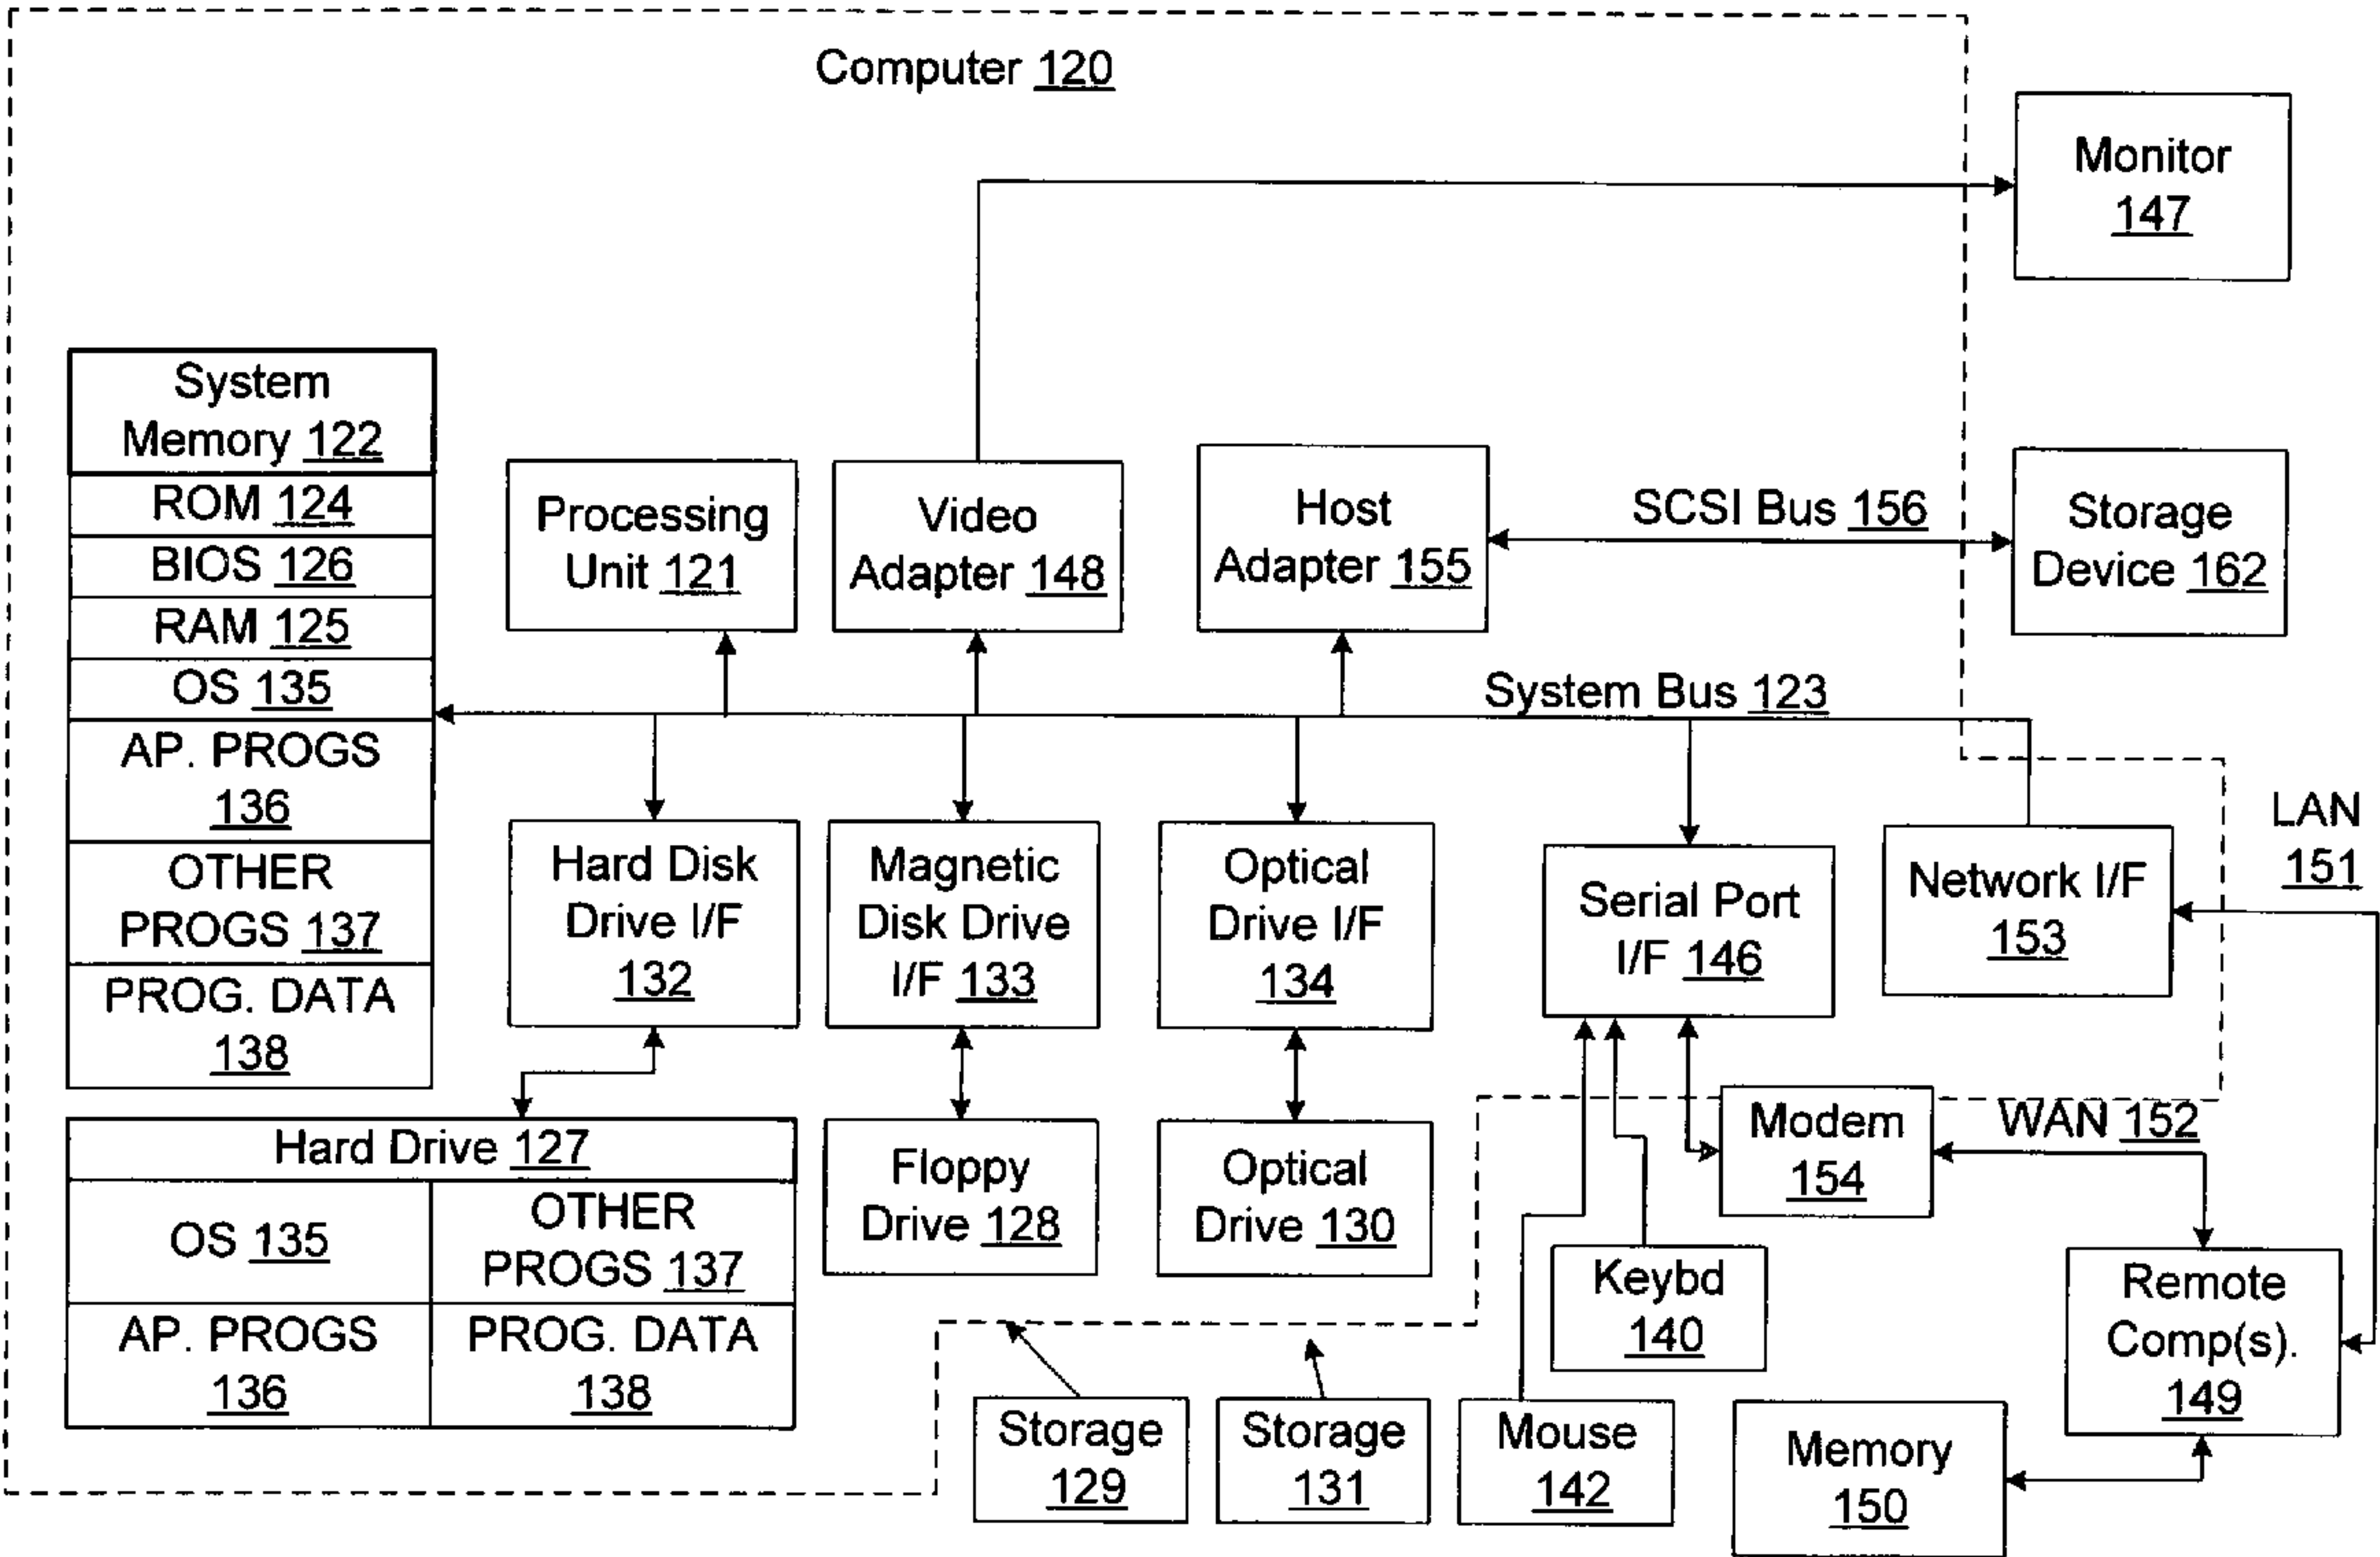 Computer 120
Monitor
147
System
Memory 122
ROM 124
BIOS 126
RAM 125
OS 135
AP. PROGS
136
OTHER
PROGS 137
PROG. DATA
138
Processing
Unit 121
Video
Adapter 148
Host
Adapter 155
SCSI Bus 156
Storage
Device 162
System Bus 123
Hard Disk
Drive I/F
132
Magnetic
Disk Drive
I/F 133
Optical
Drive I/F
134
Serial Port
I/F 146
Network I/F
153
LAN
151
Hard Drive 127
OS 135
OTHER
PROGS 137
AP. PROGS
136
PROG. DATA
138
Floppy
Drive 128
Optical
Drive 130
Modem
154
WAN 152
Keybd
140
Remote
Comp(s).
149
Storage
129
Storage
131
Mouse
142
Memory
150